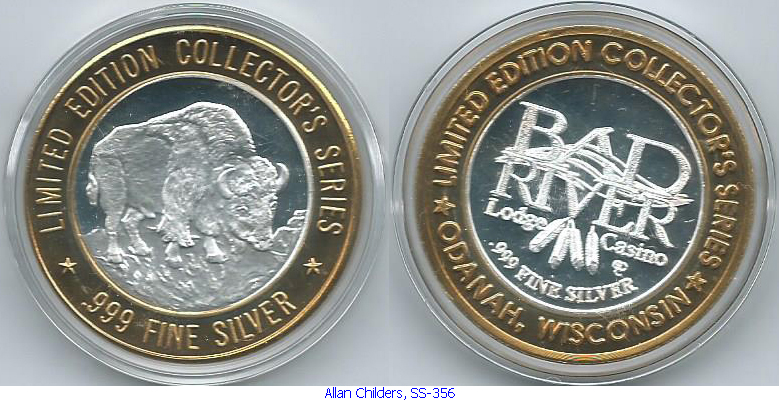 LIMITED EDITION COLLECTOR'S SERIES
.999 FINE SILVER
LIMITED EDITION COLLECTOR'S SERIES
BAD
RIVER
Lodge
Casino
.999 FINE SILVER
ODANAH, WISCONSIN
Allan Childers, SS-356